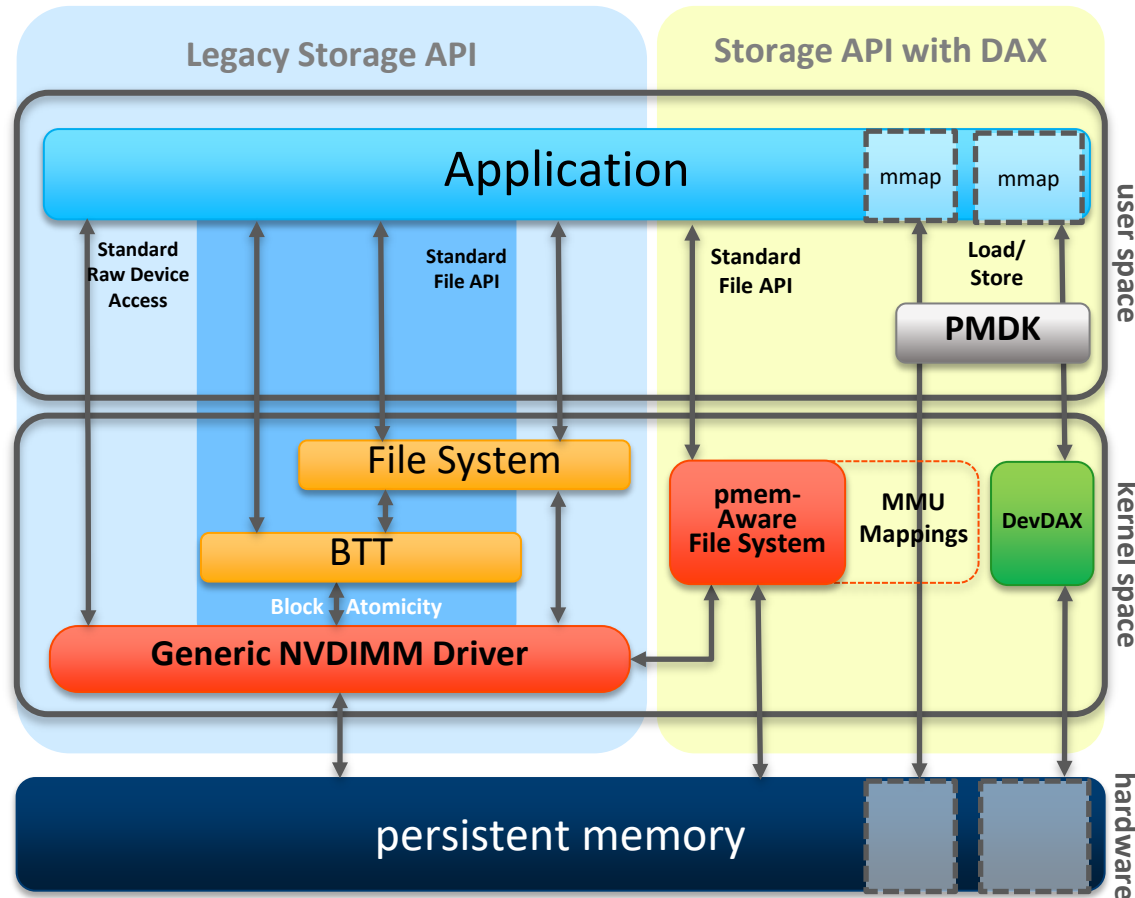 Legacy Storage API
Storage API with DAX
Application
mmap
mmap
user space
Standard
Raw Device
Access
Standard
File API
Standard
File API
Load/
Store
PMDK
File System
BTT
Block Atomicity
Generic NVDIMM Driver
pmem-
Aware
File System
MMU
Mappings
DevDAX
kernel space
persistent memory
hardware